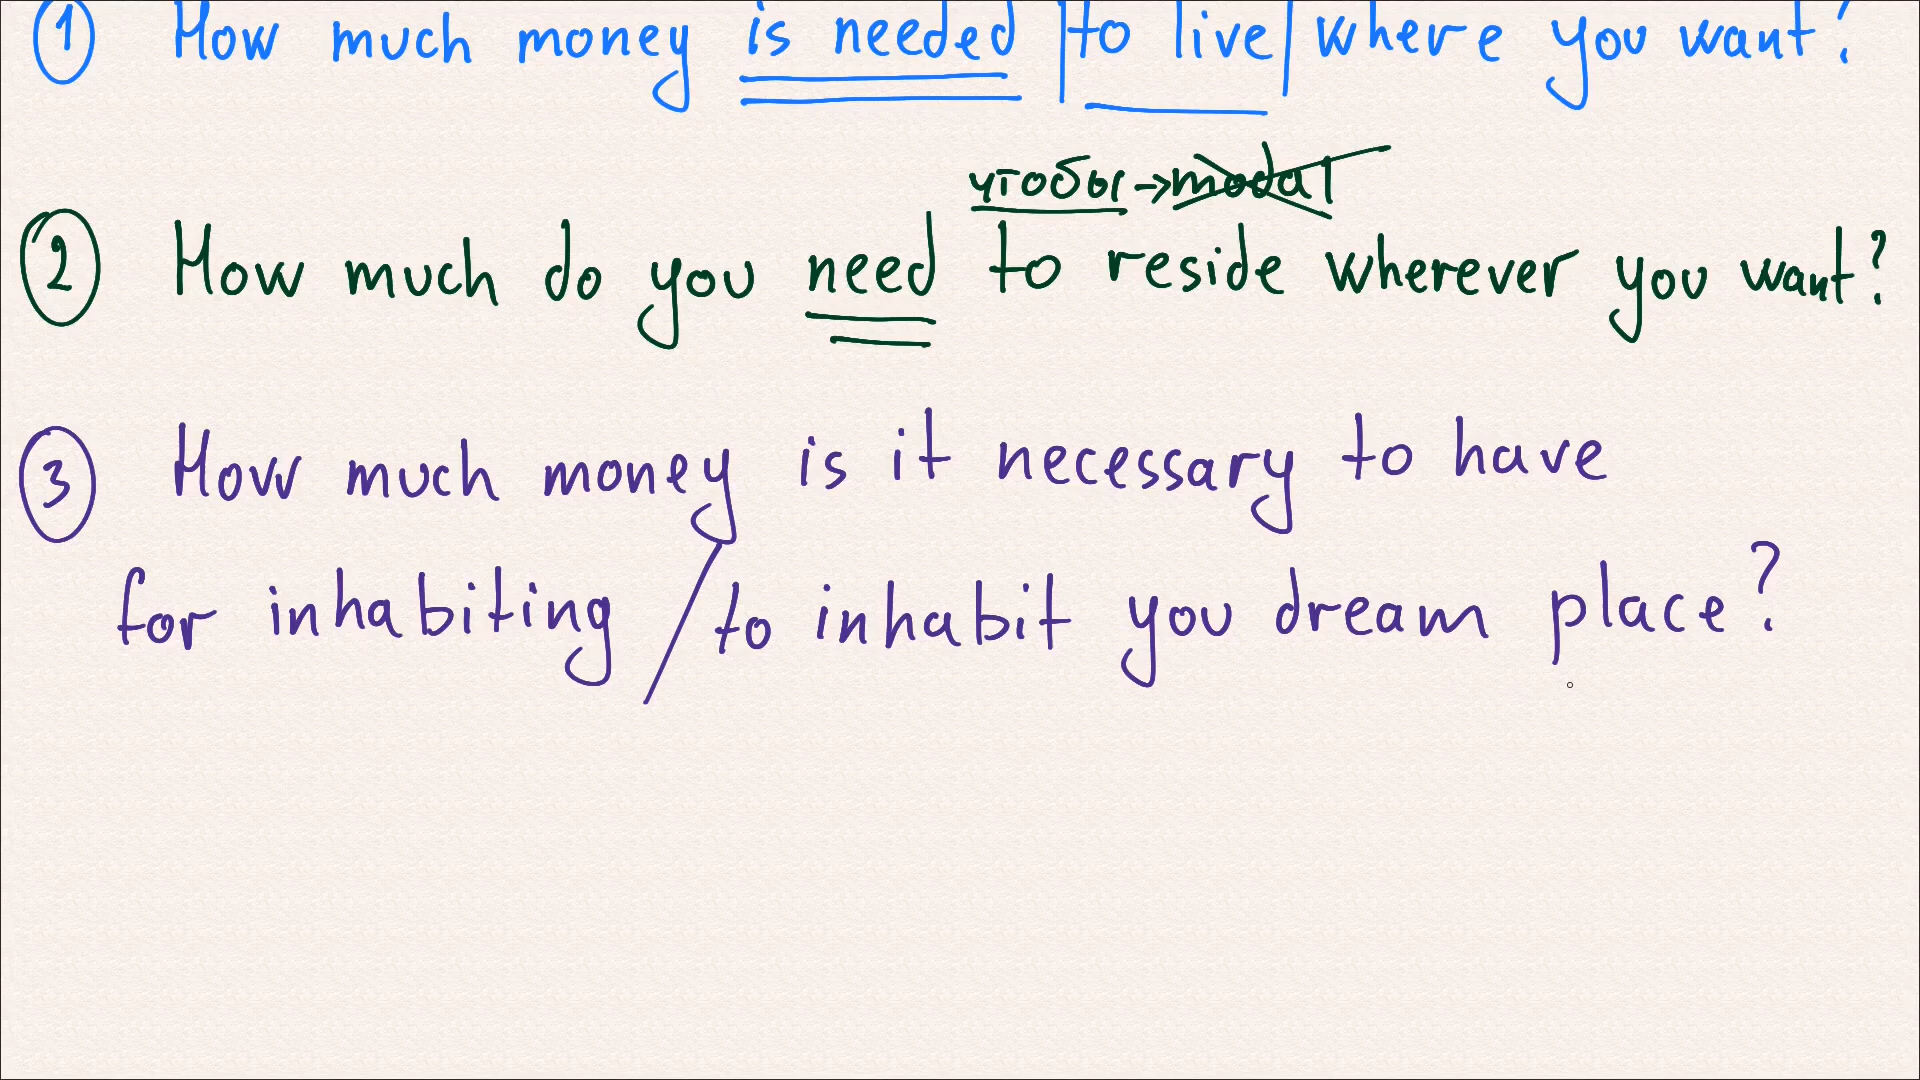 ① How much money is needed | to live | where you want?
чтобы → modal
② How much do you need to reside wherever you want?
③ How much money is it necessary to have
for inhabiting / to inhabit you dream place?